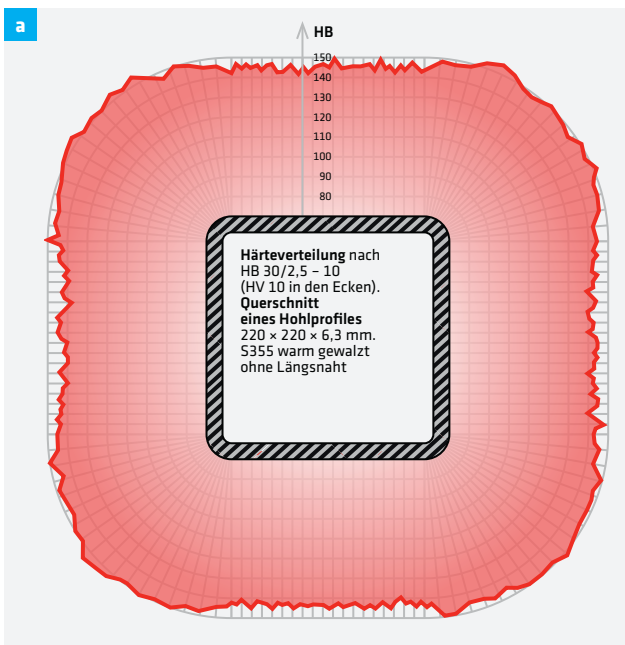 a
HB
150
140
130
120
110
100
90
80
Härteverteilung nach
HB 30/2,5 – 10
(HV 10 in den Ecken).
Querschnitt
eines Hohlprofiles
220 × 220 × 6,3 mm.
S355 warm gewalzt
ohne Längsnaht